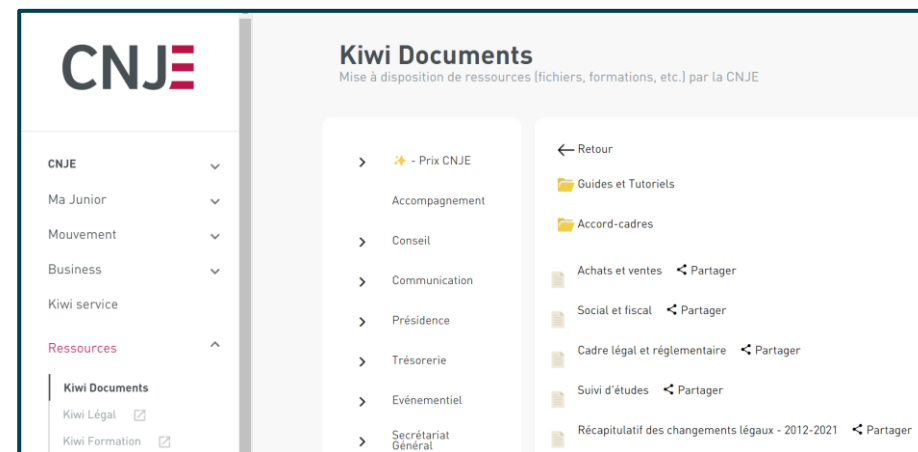 CNJE
CNJE
Ma Junior
Mouvement
Business
Kiwi service
Ressources
Kiwi Documents
Kiwi Légal
Kiwi Formation
Kiwi Documents
Mise à disposition de ressources (fichiers, formations, etc.) par la CNJE
✨ - Prix CNJE
Accompagnement
Conseil
Communication
Présidence
Trésorerie
Evénementiel
Secrétariat
Général
Retour
Guides et Tutoriels
Accord-cadres
Achats et ventes Partager
Social et fiscal Partager
Cadre légal et réglementaire Partager
Suivi d'études Partager
Récapitulatif des changements légaux - 2012-2021 Partager